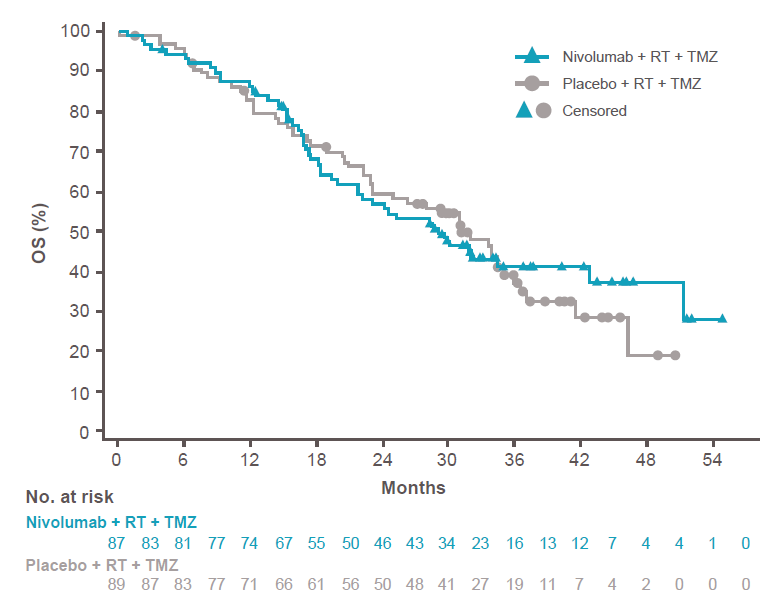 100
90
80
70
60
50
40
30
20
10
0
OS (%)
Nivolumab + RT + TMZ
Placebo + RT + TMZ
Censored
0 6 12 18 24 30 36 42 48 54
Months
No. at risk
Nivolumab + RT + TMZ
87 83 81 77 74 67 55 50 46 43 34 23 16 13 12 7 4 4 1 0
Placebo + RT + TMZ
89 87 83 77 71 66 61 56 50 48 41 27 19 11 7 4 2 0 0 0